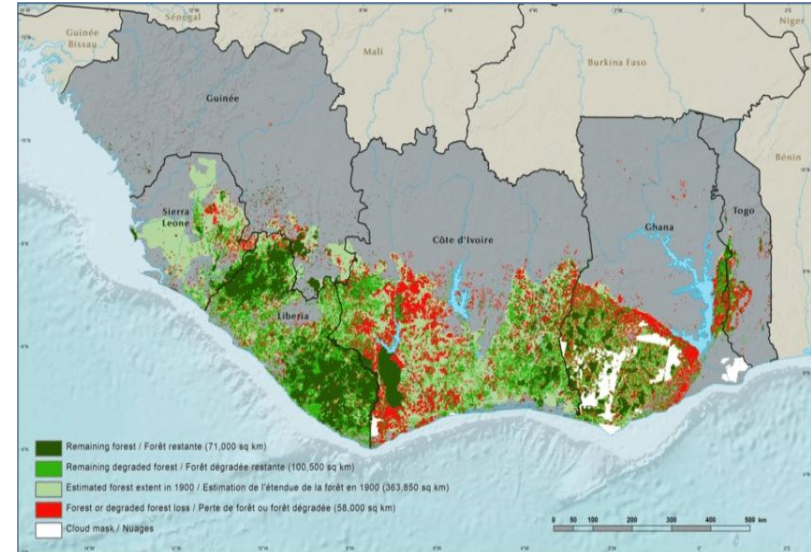 Sénégal
Guinée
Bissau
Mali
Niger
Burkina Faso
Guinée
Bénin
Sierra
Leone
Côte d'Ivoire
Ghana
Togo
Liberia
Remaining forest / Forêt restante (71,000 sq km)
Remaining degraded forest / Forêt dégradée restante (100,500 sq km)
Estimated forest extent in 1900 / Estimation de l'étendue de la forêt en 1900 (363,850 sq km)
Forest or degraded forest loss / Perte de forêt ou forêt dégradée (58,000 sq km)
Cloud mask / Nuages
0 50 100 200 300 400 500 km